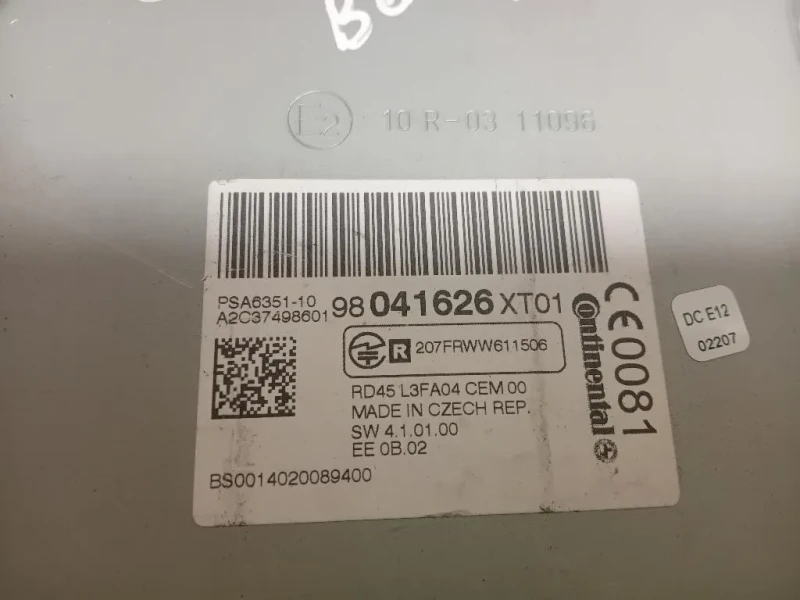 E2 10 R-03 11096
PSA6351-10
A2C37498601
98 041626 XT01
R 207FRWW611506
RD45 L3FA04 CEM 00
MADE IN CZECH REP.
SW 4.1.01.00
EE 0B.02
BS0014020089400
Continental
CE0081
DC E12
02207